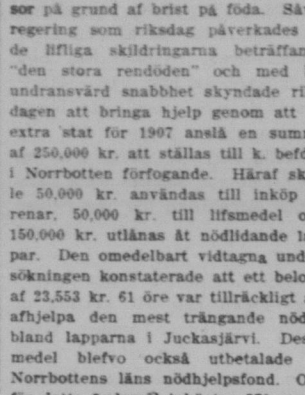 sor på grund af brist på föda. Så
regering som riksdag påverkades
de lifliga skildringarna beträffan
"den stora rendöden" och med
undransvärd snabbhet skyndade ri
dagen att bringa hjelp genom att
extra stat för 1907 anslå en sum
af 250,000 kr. att ställas till k. bef
i Norrbotten förfogande. Häraf sk
le 50,000 kr. användas till inköp
renar, 50,000 kr. till lifsmedel o
150,000 kr. utlånas åt nödlidande l
par. Den omedelbart vidtagna und
sökningen konstaterade att ett belo
af 23,553 kr. 61 öre var tillräckligt
afhjelpa den mest trängande nöd
bland lapparna i Juckasjärvi. Des
medel blefvo också utbetalade
Norrbottens läns nödhjelpsfond. O